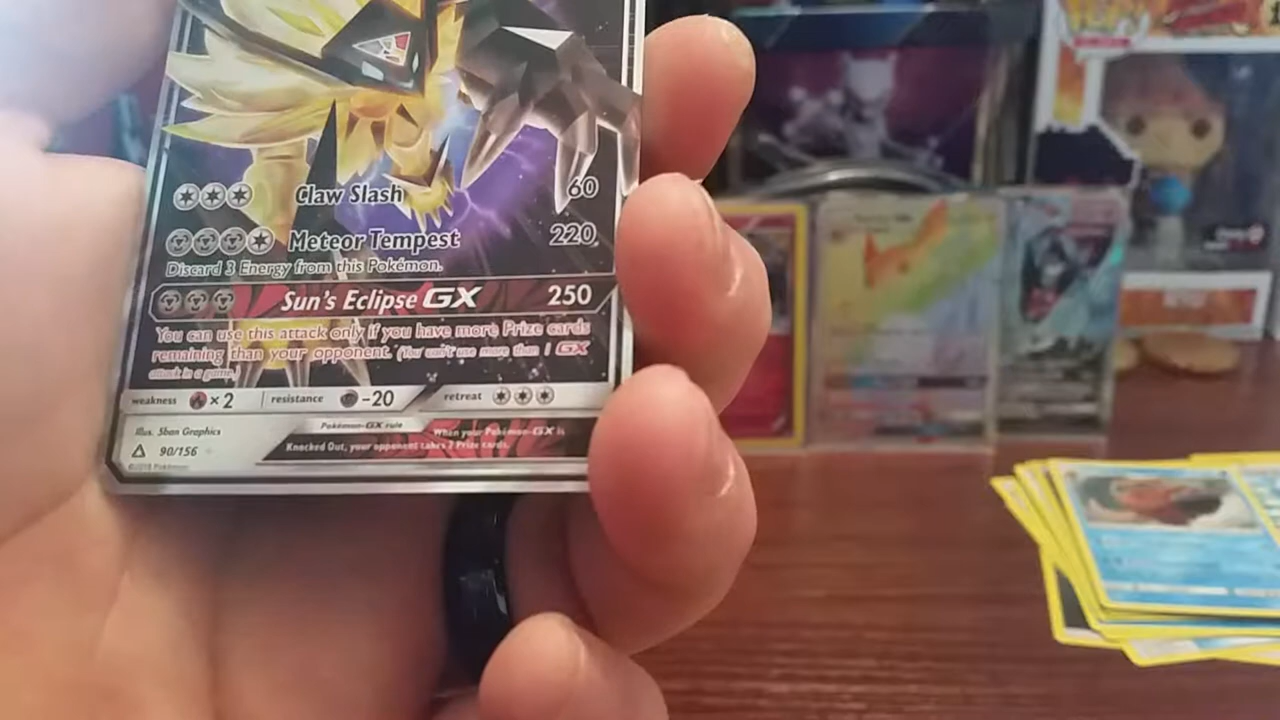 Claw Slash 60
Meteor Tempest 220
Discard 3 Energy from this Pokémon.
Sun's Eclipse GX 250
You can use this attack only if you have more Prize cards
remaining than your opponent. (You can't use more than 1 GX
attack in a game.)
weakness ×2 resistance -20 retreat
Pokémon-GX rule When your Pokémon-GX is
Knocked Out, your opponent takes 2 Prize cards.
Illus. 5ban Graphics
90/156
©2018 Pokémon